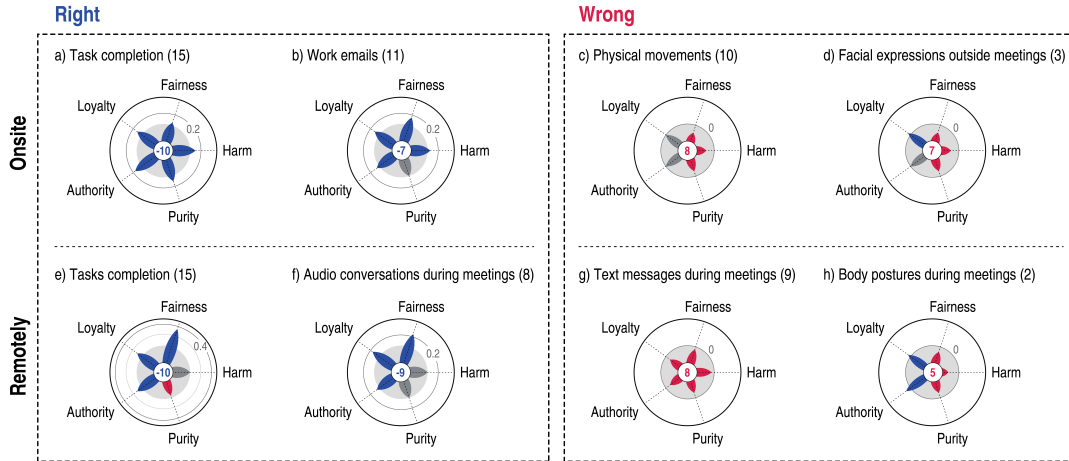 Right
Wrong
Onsite
a) Task completion (15)
Fairness
Loyalty
0.2
-10
Harm
Authority
Purity
b) Work emails (11)
Fairness
Loyalty
0.2
-7
Harm
Authority
Purity
c) Physical movements (10)
Fairness
Loyalty
0
8
Harm
Authority
Purity
d) Facial expressions outside meetings (3)
Fairness
Loyalty
0
7
Harm
Authority
Purity
Remotely
e) Tasks completion (15)
Fairness
Loyalty
0.4
-10
Harm
Authority
Purity
f) Audio conversations during meetings (8)
Fairness
Loyalty
0.2
-9
Harm
Authority
Purity
g) Text messages during meetings (9)
Fairness
Loyalty
0
8
Harm
Authority
Purity
h) Body postures during meetings (2)
Fairness
Loyalty
0
5
Harm
Authority
Purity